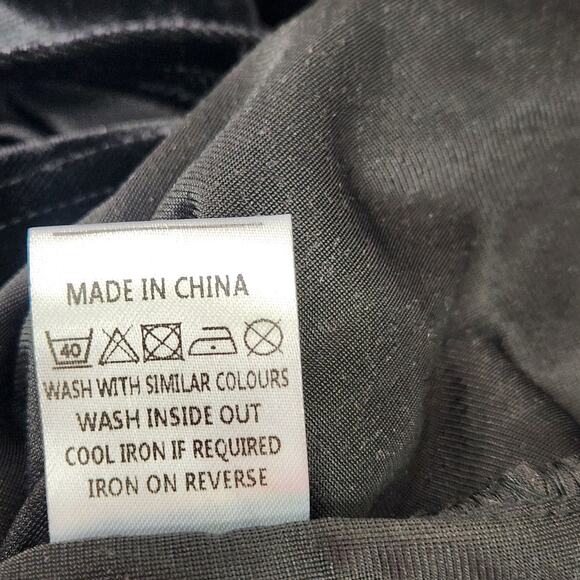 MADE IN CHINA
40
WASH WITH SIMILAR COLOURS
WASH INSIDE OUT
COOL IRON IF REQUIRED
IRON ON REVERSE